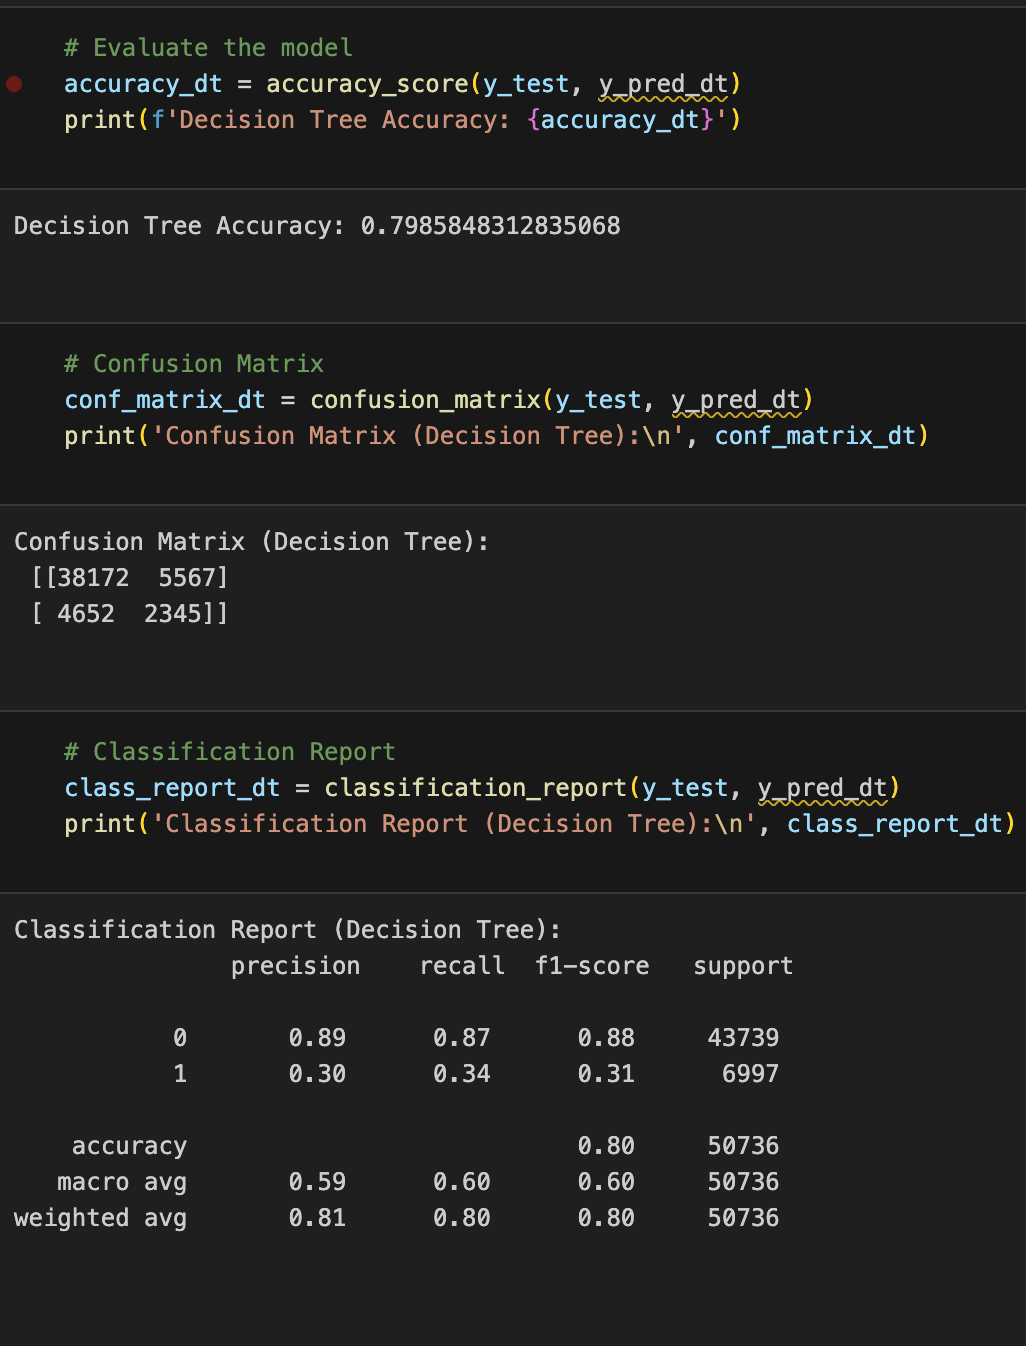 # Evaluate the model
accuracy_dt = accuracy_score(y_test, y_pred_dt)
print(f'Decision Tree Accuracy: {accuracy_dt}')
Decision Tree Accuracy: 0.7985848312835068
# Confusion Matrix
conf_matrix_dt = confusion_matrix(y_test, y_pred_dt)
print('Confusion Matrix (Decision Tree):\n', conf_matrix_dt)
Confusion Matrix (Decision Tree):
[[38172 5567]
[ 4652 2345]]
# Classification Report
class_report_dt = classification_report(y_test, y_pred_dt)
print('Classification Report (Decision Tree):\n', class_report_dt)
Classification Report (Decision Tree):
precision recall f1-score support
0 0.89 0.87 0.88 43739
1 0.30 0.34 0.31 6997
accuracy 0.80 50736
macro avg 0.59 0.60 0.60 50736
weighted avg 0.81 0.80 0.80 50736